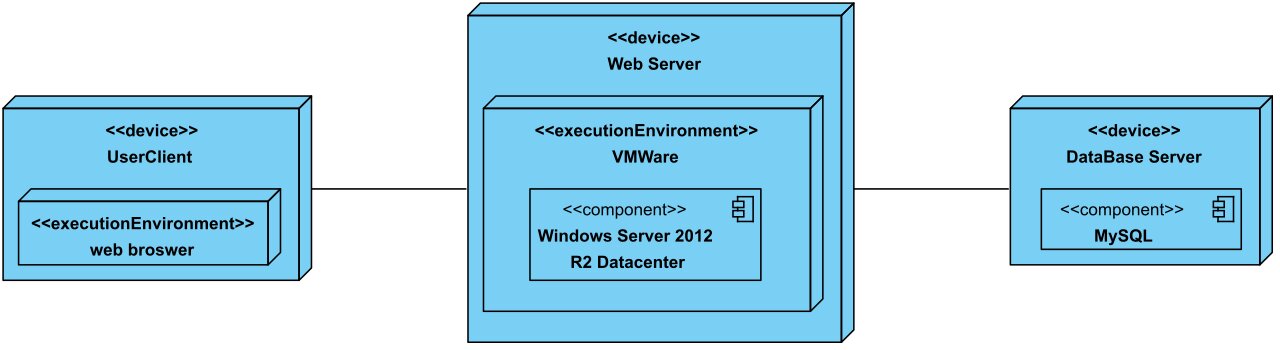 <<device>>
UserClient
<<executionEnvironment>>
web broswer
<<device>>
Web Server
<<executionEnvironment>>
VMWare
<<component>>
Windows Server 2012
R2 Datacenter
<<device>>
DataBase Server
<<component>>
MySQL